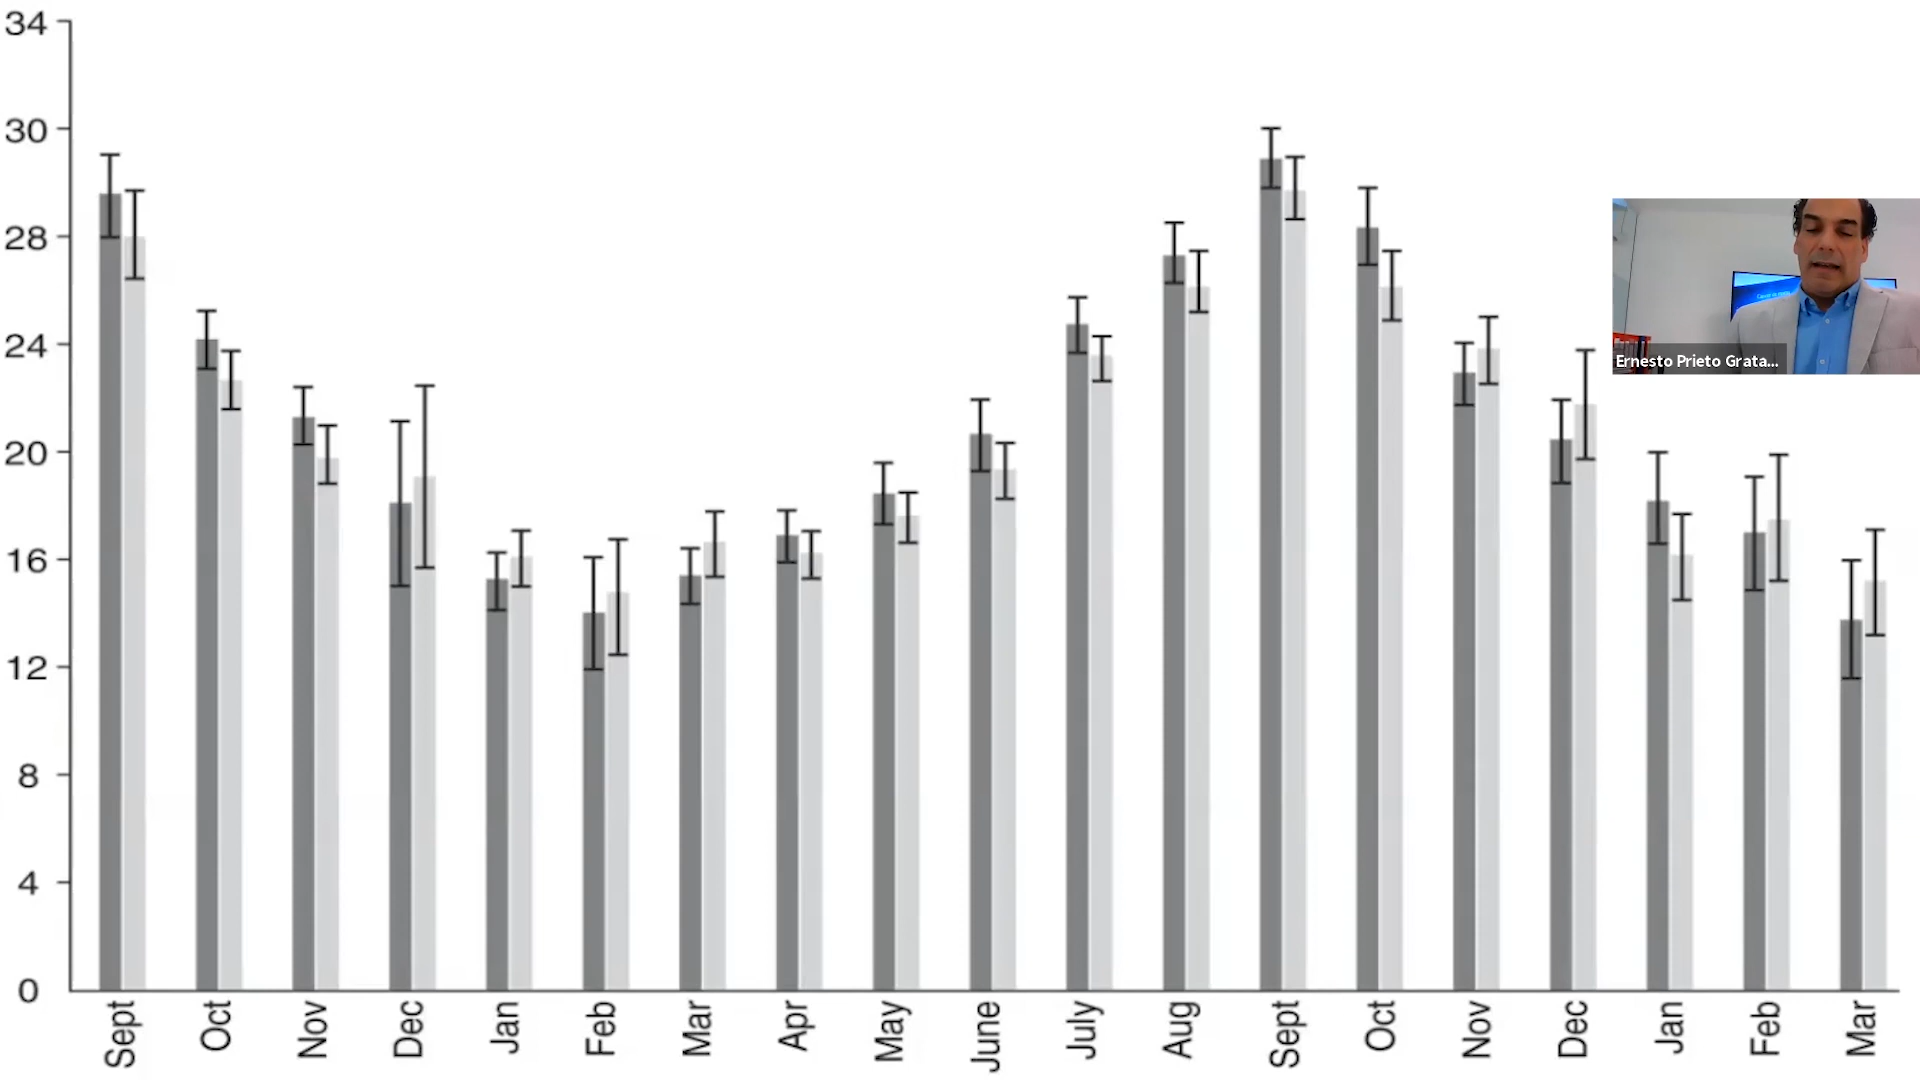 34
30
28
24
20
16
12
8
4
0
Sept
Oct
Nov
Dec
Jan
Feb
Mar
Apr
May
June
July
Aug
Sept
Oct
Nov
Dec
Jan
Feb
Mar
Ernesto Prieto Grata...